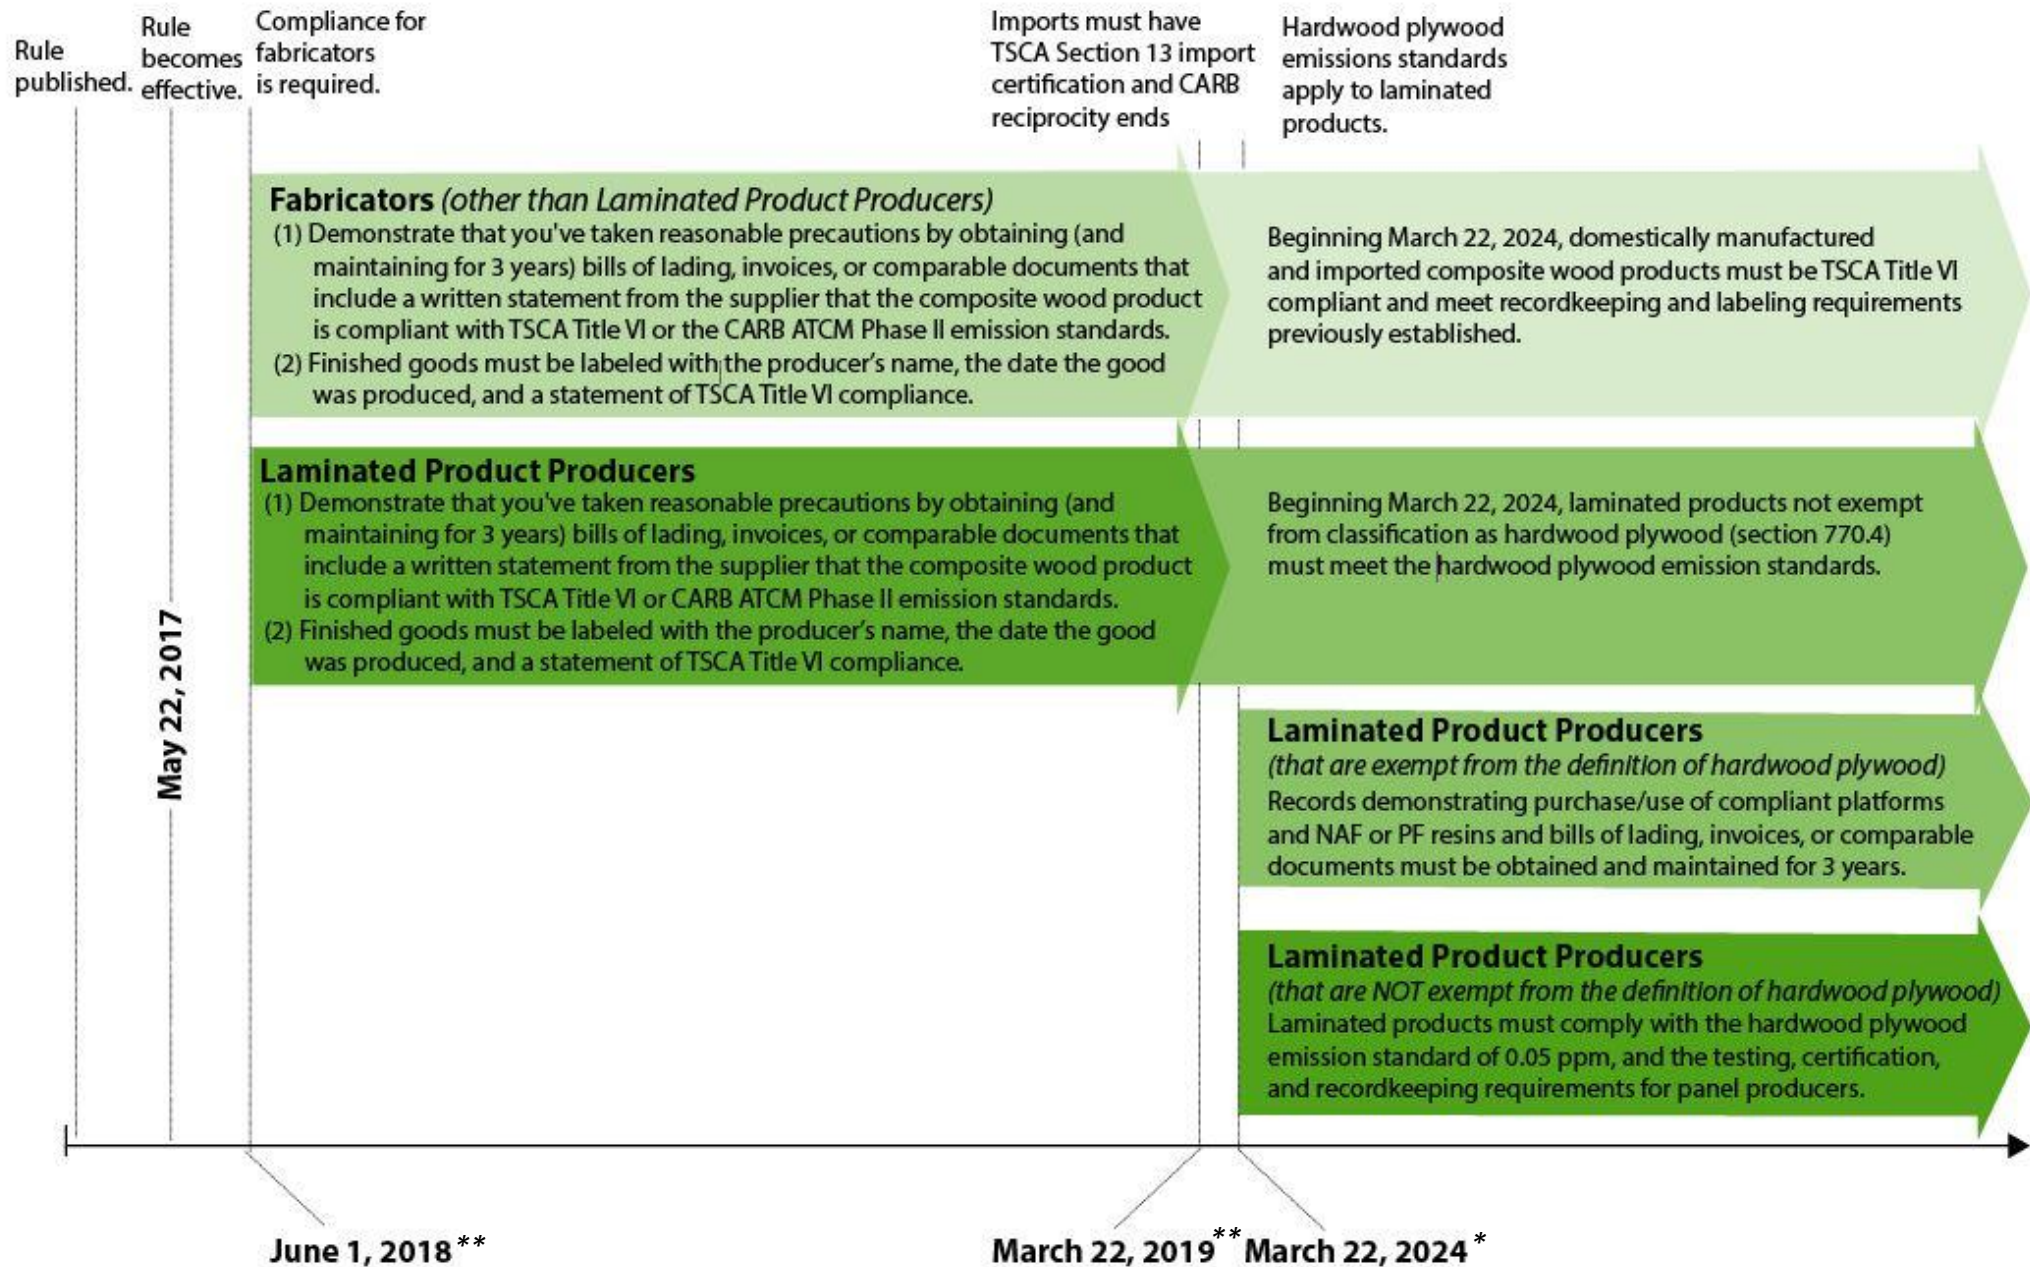 Rule
published.
Rule
becomes
effective.
Compliance for
fabricators
is required.
Imports must have
TSCA Section 13 import
certification and CARB
reciprocity ends
Hardwood plywood
emissions standards
apply to laminated
products.
Fabricators (other than Laminated Product Producers)
(1) Demonstrate that you've taken reasonable precautions by obtaining (and
maintaining for 3 years) bills of lading, invoices, or comparable documents that
include a written statement from the supplier that the composite wood product
is compliant with TSCA Title VI or the CARB ATCM Phase II emission standards.
(2) Finished goods must be labeled with the producer's name, the date the good
was produced, and a statement of TSCA Title VI compliance.
Beginning March 22, 2024, domestically manufactured
and imported composite wood products must be TSCA Title VI
compliant and meet recordkeeping and labeling requirements
previously established.
Laminated Product Producers
(1) Demonstrate that you've taken reasonable precautions by obtaining (and
maintaining for 3 years) bills of lading, invoices, or comparable documents that
include a written statement from the supplier that the composite wood product
is compliant with TSCA Title VI or CARB ATCM Phase II emission standards.
(2) Finished goods must be labeled with the producer's name, the date the good
was produced, and a statement of TSCA Title VI compliance.
Beginning March 22, 2024, laminated products not exempt
from classification as hardwood plywood (section 770.4)
must meet the hardwood plywood emission standards.
May 22, 2017
Laminated Product Producers
(that are exempt from the definition of hardwood plywood)
Records demonstrating purchase/use of compliant platforms
and NAF or PF resins and bills of lading, invoices, or comparable
documents must be obtained and maintained for 3 years.
Laminated Product Producers
(that are NOT exempt from the definition of hardwood plywood)
Laminated products must comply with the hardwood plywood
emission standard of 0.05 ppm, and the testing, certification,
and recordkeeping requirements for panel producers.
June 1, 2018**
March 22, 2019**
March 22, 2024*